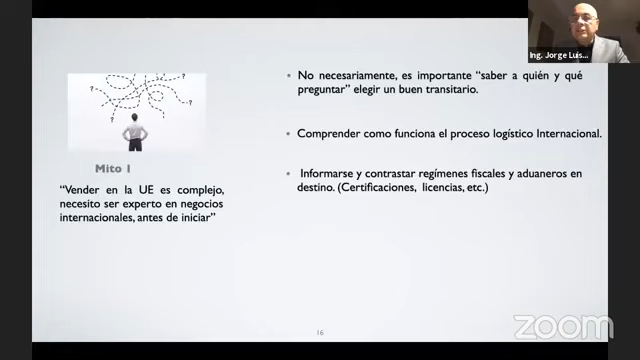 Ing. Jorge Luis...
Mito 1
“Vender en la UE es complejo,
necesito ser experto en negocios
internacionales, antes de iniciar”
• No necesariamente, es importante “saber a quién y qué
preguntar” elegir un buen transitario.
• Comprender como funciona el proceso logístico Internacional.
• Informarse y contrastar regímenes fiscales y aduaneros en
destino. (Certificaciones, licencias, etc.)
16
zoom